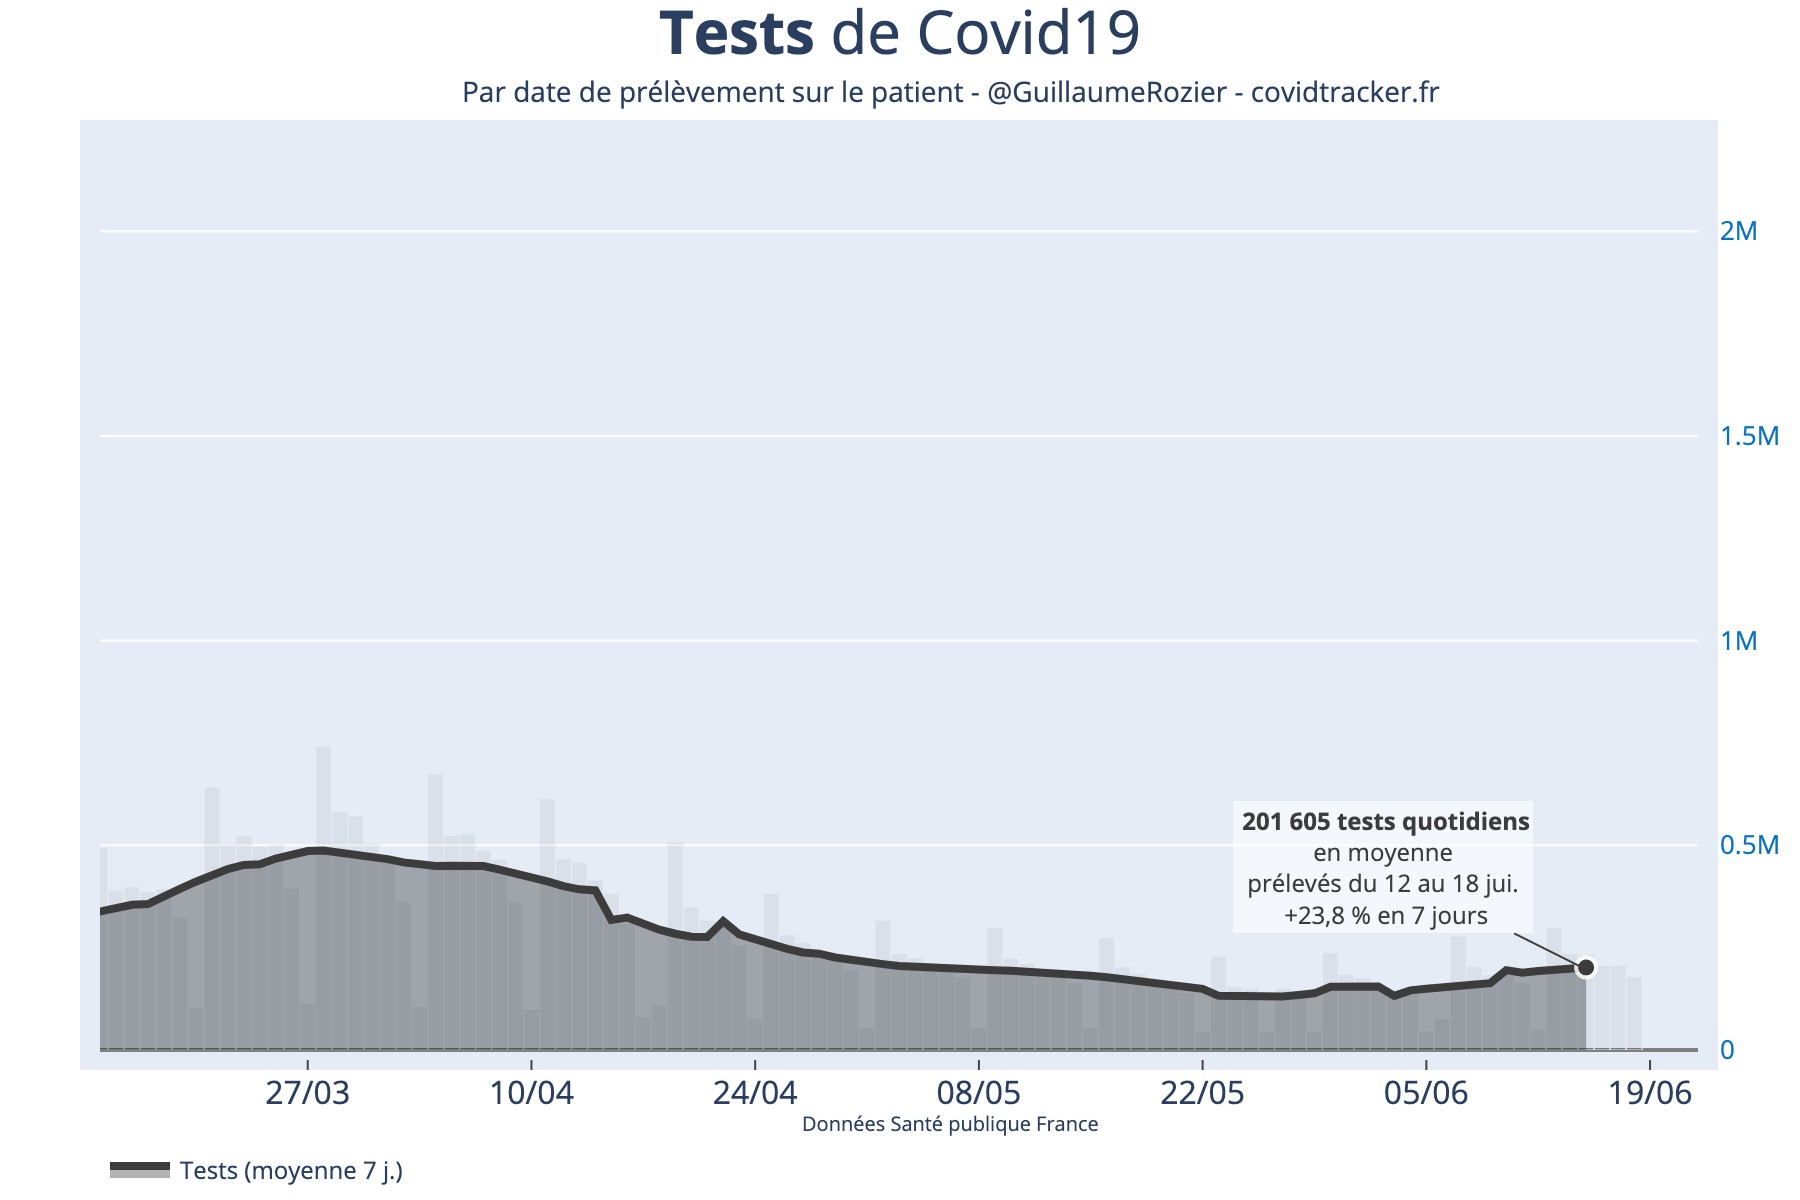 Tests de Covid19
Par date de prélèvement sur le patient - @GuillaumeRozier - covidtracker.fr
2M
1.5M
1M
0.5M
201 605 tests quotidiens
en moyenne
prélevés du 12 au 18 jui.
+23,8 % en 7 jours
0
27/03 10/04 24/04 08/05 22/05 05/06 19/06
Données Santé publique France
Tests (moyenne 7 j.)